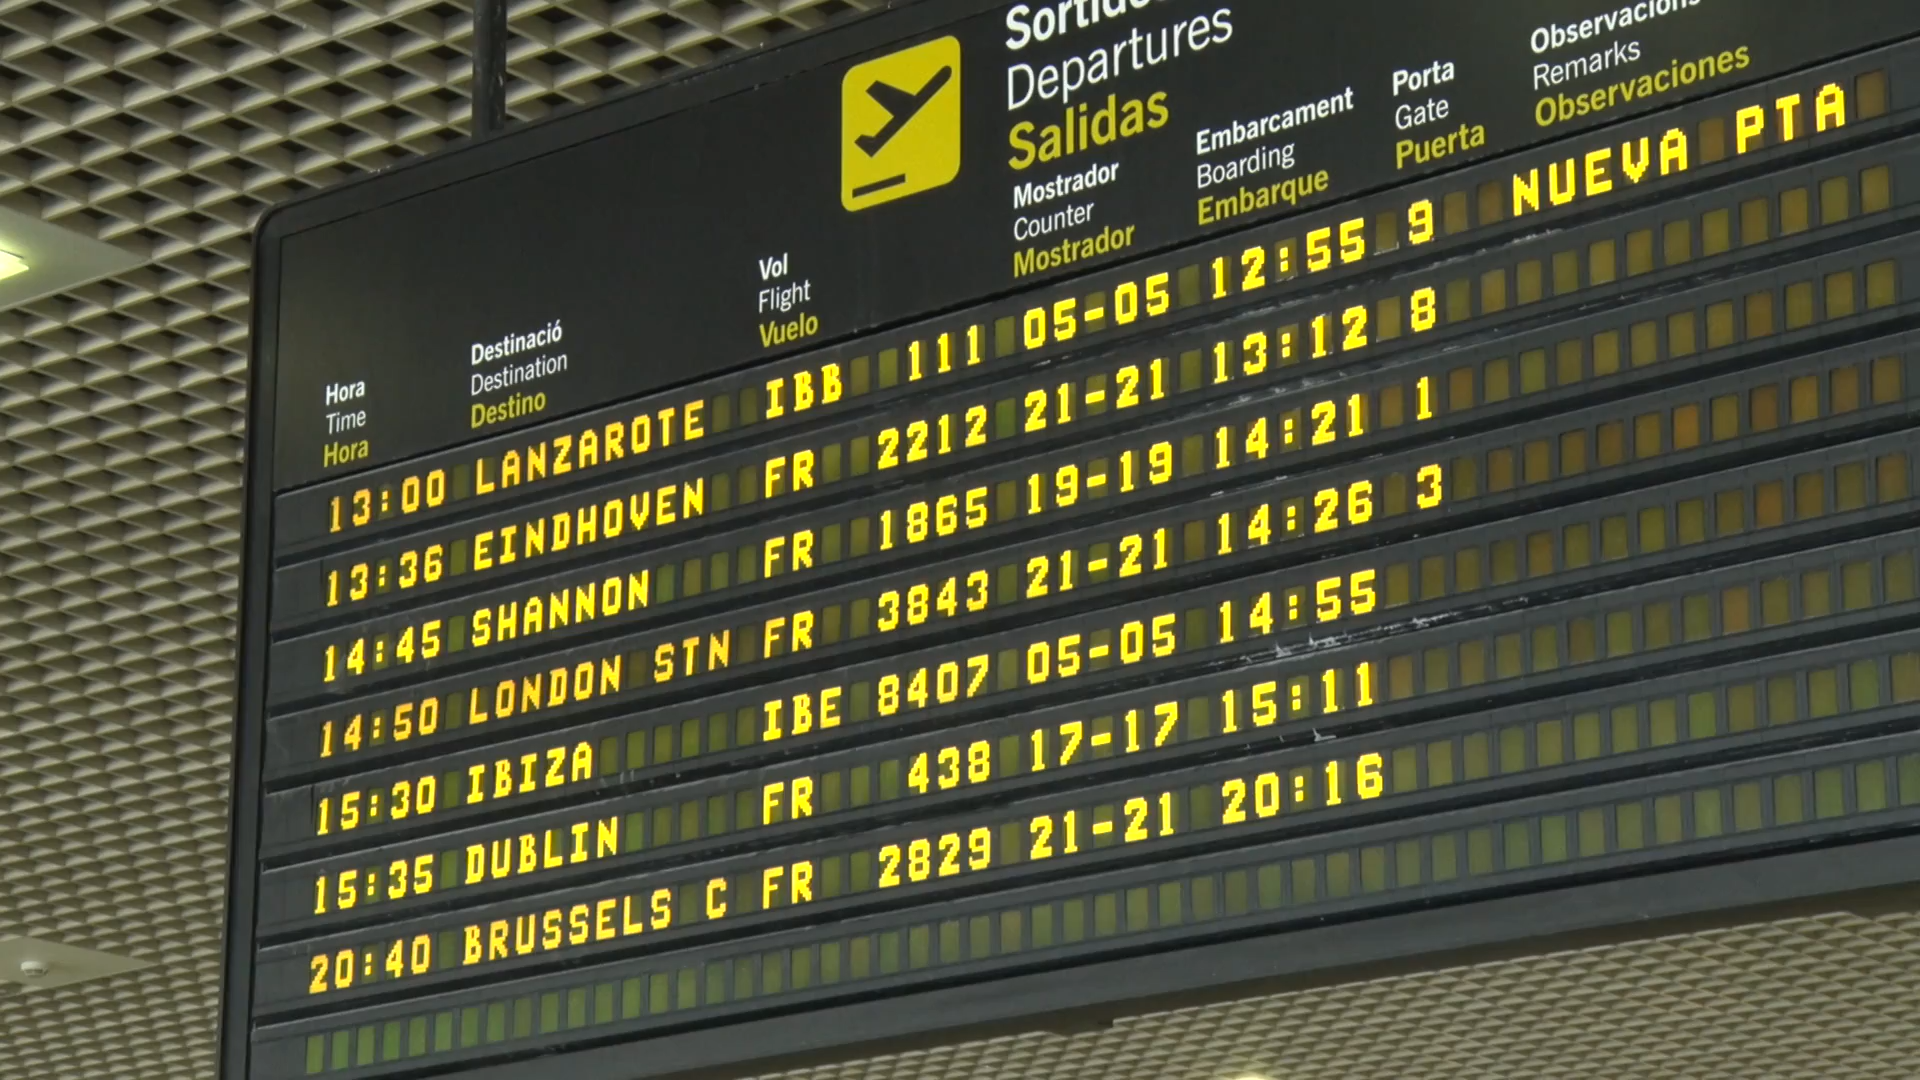 Sortides
Departures
Salidas
Hora
Time
Hora
Destinació
Destination
Destino
Vol
Flight
Vuelo
Mostrador
Counter
Mostrador
Embarcament
Boarding
Embarque
Porta
Gate
Puerta
Observacions
Remarks
Observaciones
13:00 LANZAROTE IBB 111 05-05 12:55 9 NUEVA PTA
13:36 EINDHOVEN FR 2212 21-21 13:12 8
14:45 SHANNON FR 1865 19-19 14:21 1
14:50 LONDON STN FR 3843 21-21 14:26 3
15:30 IBIZA IBE 8407 05-05 14:55
15:35 DUBLIN FR 438 17-17 15:11
20:40 BRUSSELS C FR 2829 21-21 20:16